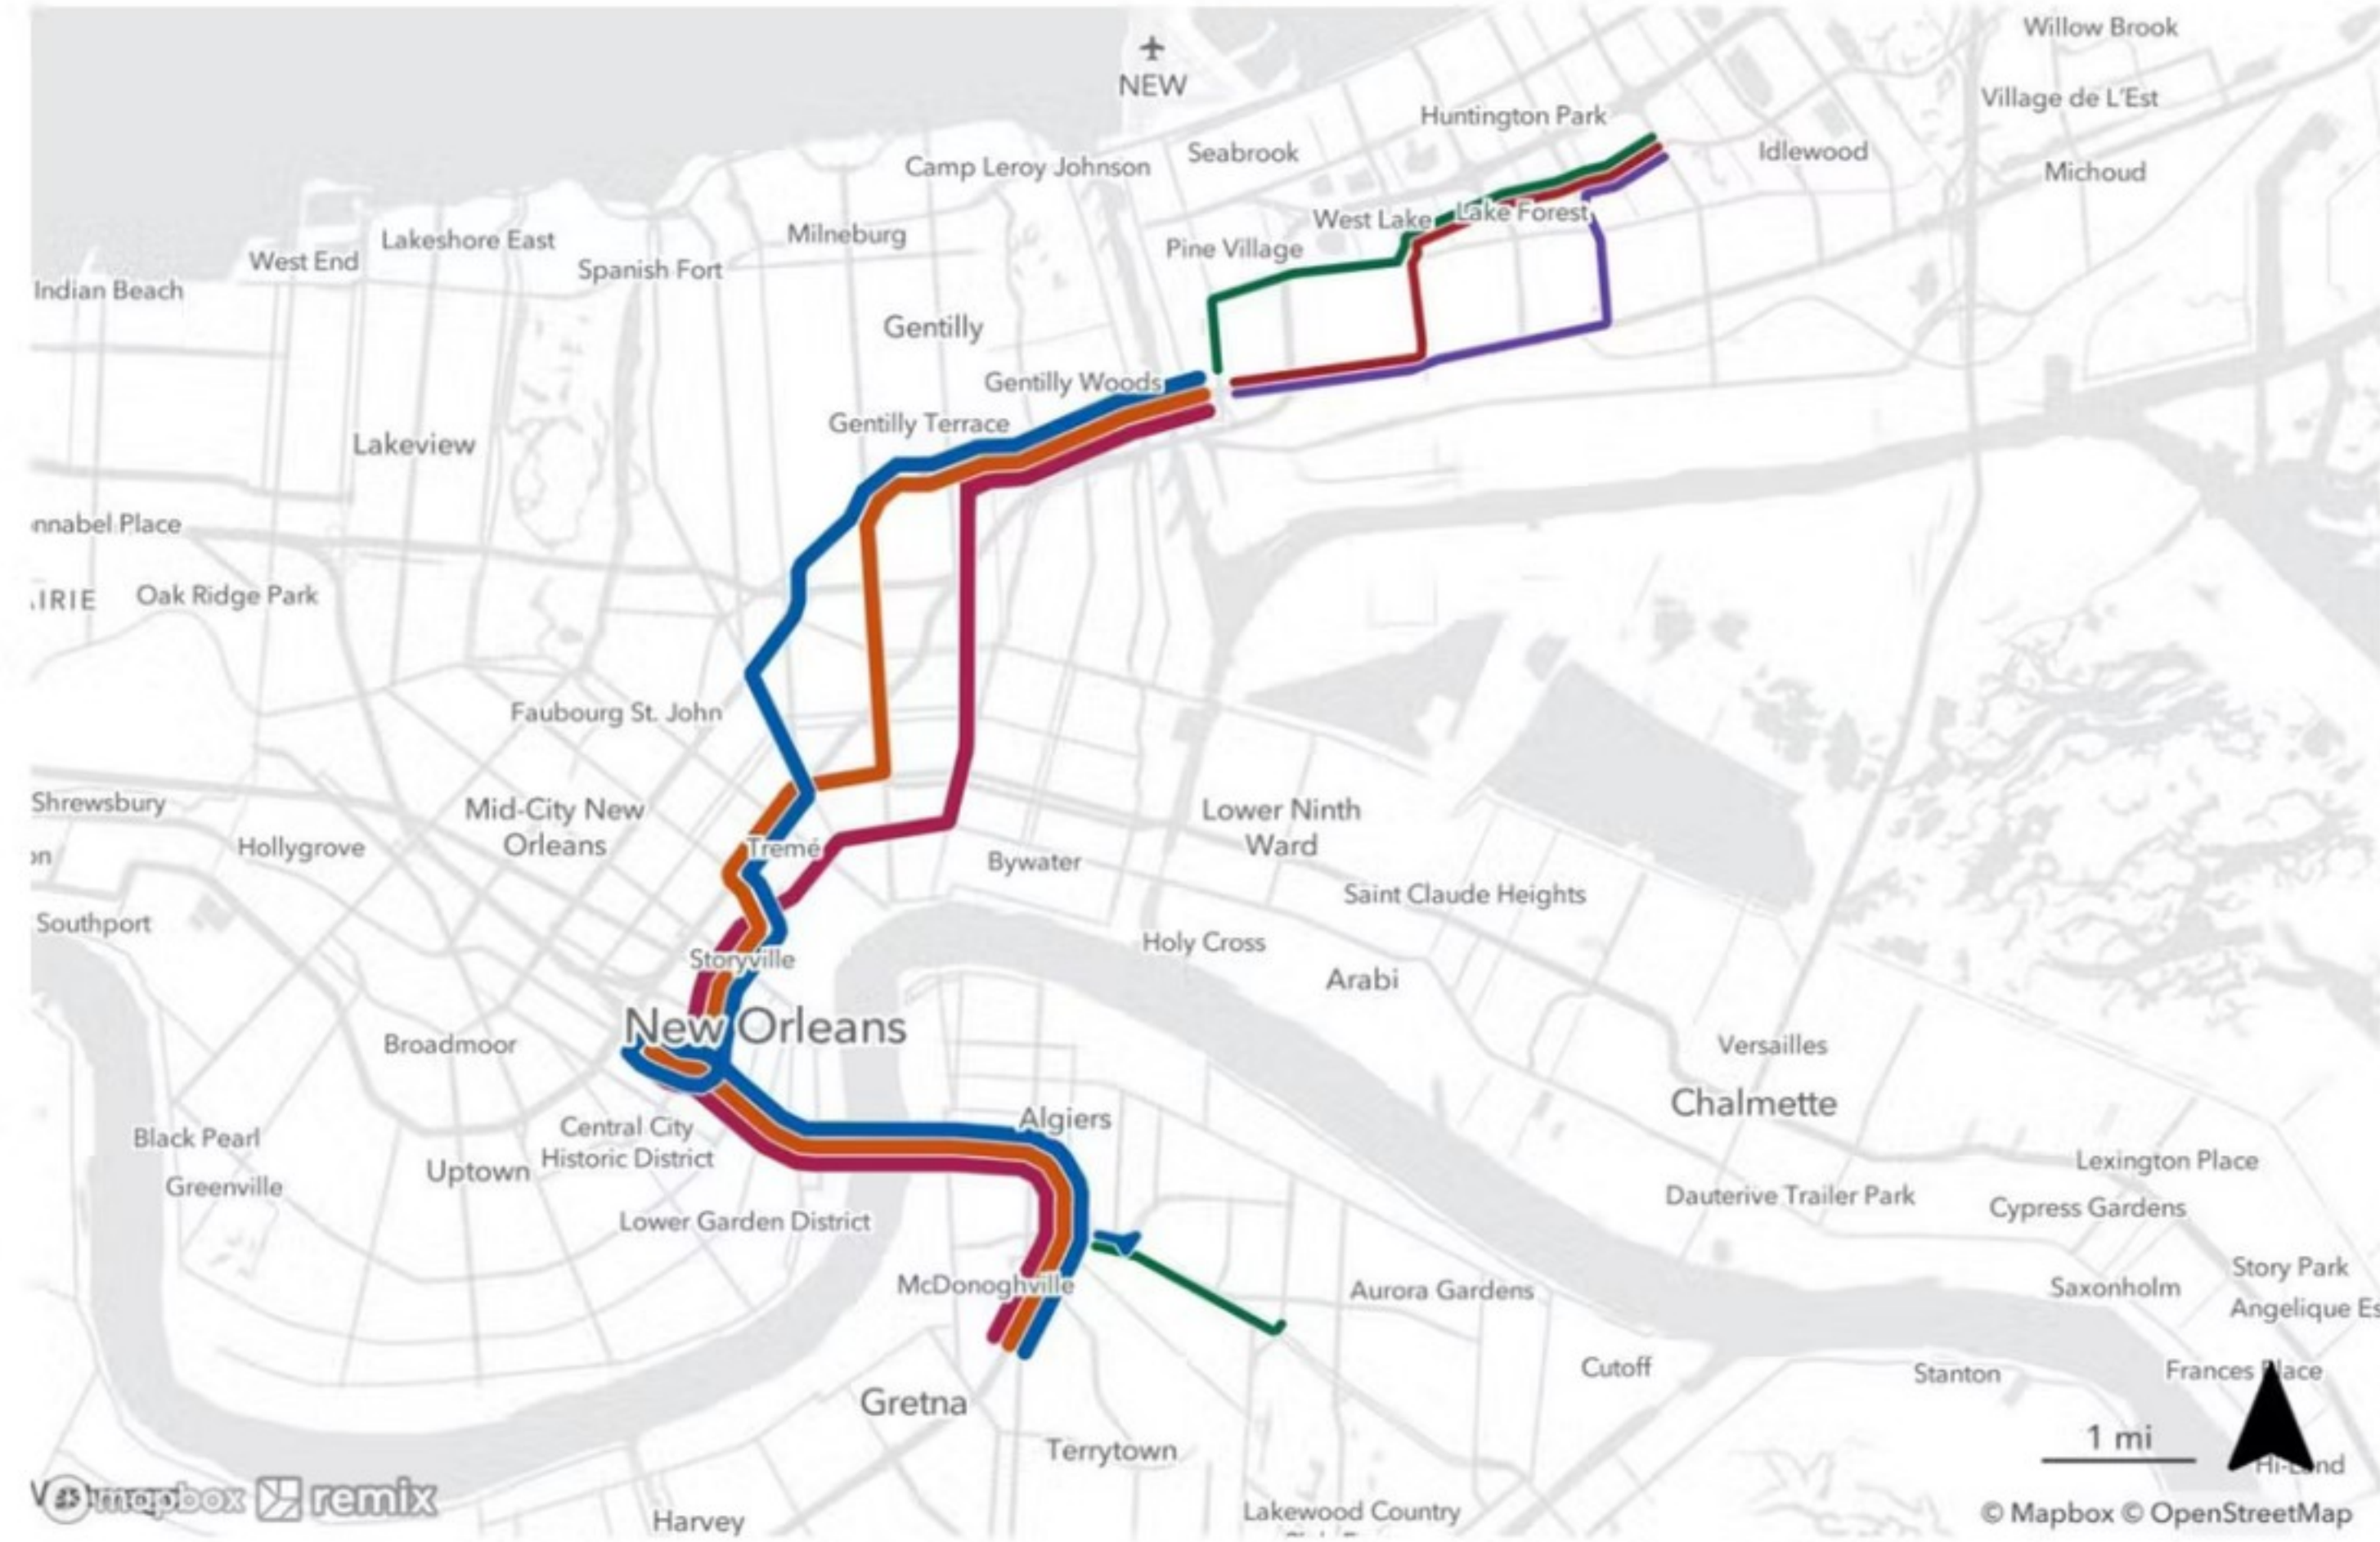 Willow Brook
NEW
Village de L'Est
Huntington Park
Seabrook
Idlewood
Camp Leroy Johnson
Michoud
West Lake
Lake Forest
Milneburg
Lakeshore East
Pine Village
West End
Spanish Fort
Indian Beach
Gentilly
Gentilly Woods
Gentilly Terrace
Lakeview
nnabel Place
Oak Ridge Park
IRIE
Faubourg St. John
Shrewsbury
Mid-City New
Orleans
Lower Ninth
Ward
Hollygrove
Tremé
on
Bywater
Saint Claude Heights
Southport
Holy Cross
Storyville
Arabi
New Orleans
Broadmoor
Versailles
Chalmette
Algiers
Central City
Historic District
Black Pearl
Uptown
Lexington Place
Greenville
Dauterive Trailer Park
Cypress Gardens
Lower Garden District
Story Park
McDonoghville
Aurora Gardens
Saxonholm
Angelique Es
Cutoff
Stanton
Frances Place
Gretna
1 mi
Terrytown
Hi-Land
mapbox remix
Lakewood Country
Harvey
© Mapbox © OpenStreetMap